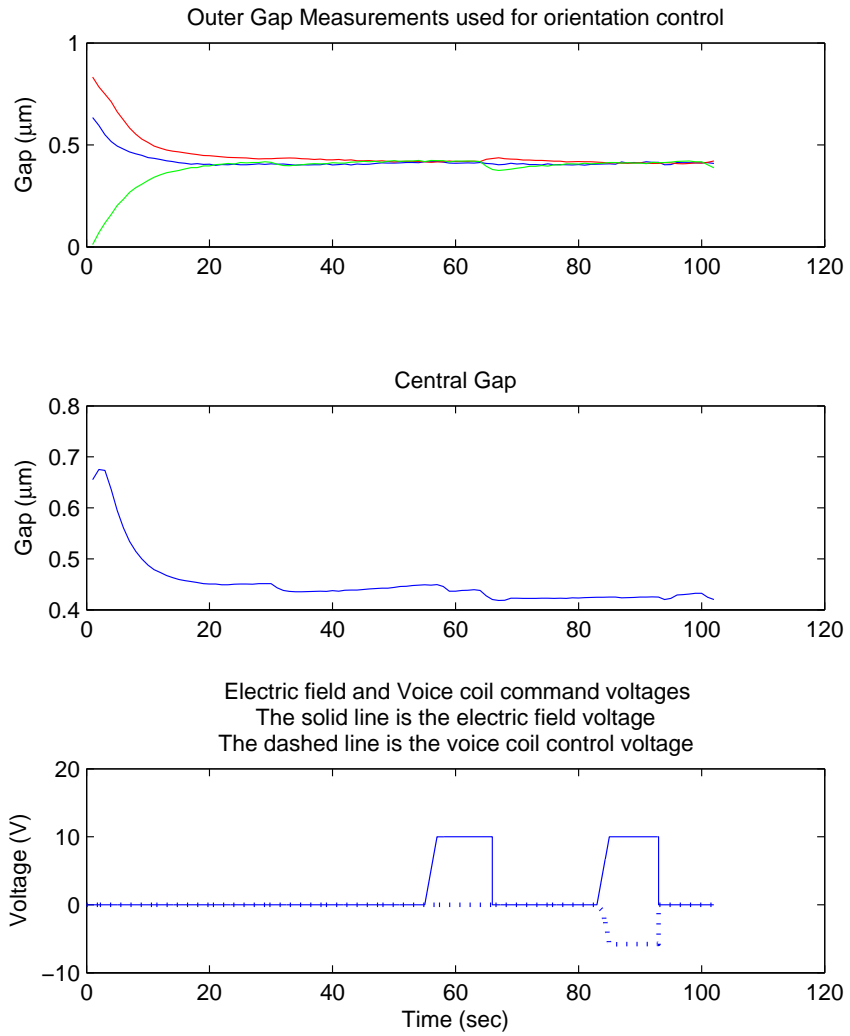 Outer Gap Measurements used for orientation control
1
0.5
0
Gap (μm)
0 20 40 60 80 100 120
Central Gap
0.8
0.7
0.6
0.5
0.4
Gap (μm)
0 20 40 60 80 100 120
Electric field and Voice coil command voltages
The solid line is the electric field voltage
The dashed line is the voice coil control voltage
20
10
0
−10
Voltage (V)
0 20 40 60 80 100 120
Time (sec)